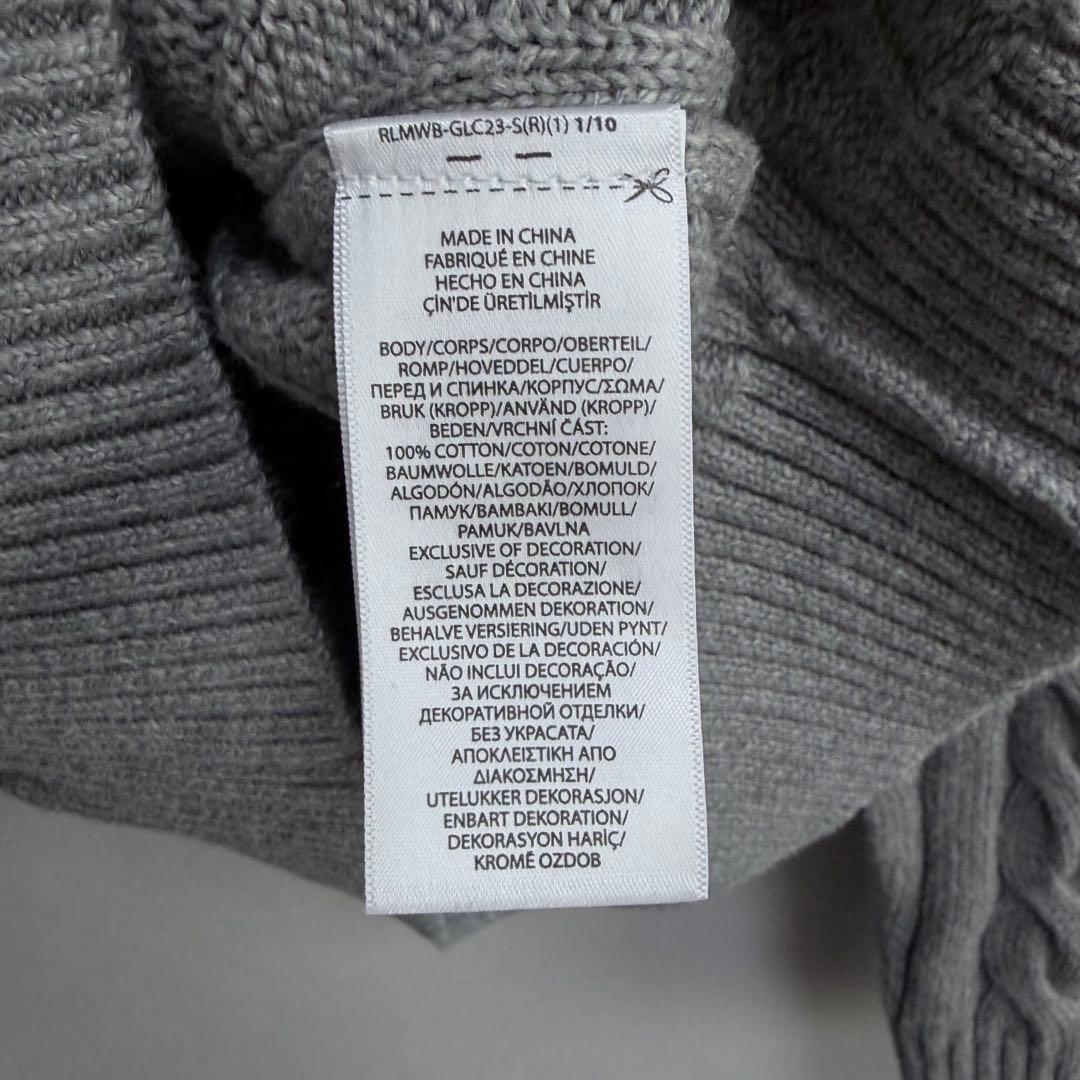 RLMWB-GLC23-S(R)(1) 1/10
MADE IN CHINA
FABRIQUÉ EN CHINE
HECHO EN CHINA
ÇİN'DE ÜRETİLMİŞTİR
BODY/CORPS/CORPO/OBERTEIL/
ROMP/HOVEDDEL/CUERPO/
ПЕРЕД И СПИНКА/КОРПУС/ΣΩΜΑ/
BRUK (KROPP)/ANVÄND (KROPP)/
BEDEN/VRCHNÍ ČÁST:
100% COTTON/COTON/COTONE/
BAUMWOLLE/KATOEN/BOMULD/
ALGODÓN/ALGODÃO/ХЛОПОК/
ПАМУК/BAMBAKI/BOMULL/
PAMUK/BAVLNA
EXCLUSIVE OF DECORATION/
SAUF DÉCORATION/
ESCLUSA LA DECORAZIONE/
AUSGENOMMEN DEKORATION/
BEHALVE VERSIERING/UDEN PYNT/
EXCLUSIVO DE LA DECORACIÓN/
NÃO INCLUI DECORAÇÃO/
ЗА ИСКЛЮЧЕНИЕМ
ДЕКОРАТИВНОЙ ОТДЕЛКИ/
БЕЗ УКРАСАТА/
ΑΠΟΚΛΕΙΣΤΙΚΗ ΑΠΟ
ΔΙΑΚΟΣΜΗΣΗ/
UTELUKKER DEKORASJON/
ENBART DEKORATION/
DEKORASYON HARİÇ/
KROMĚ OZDOB